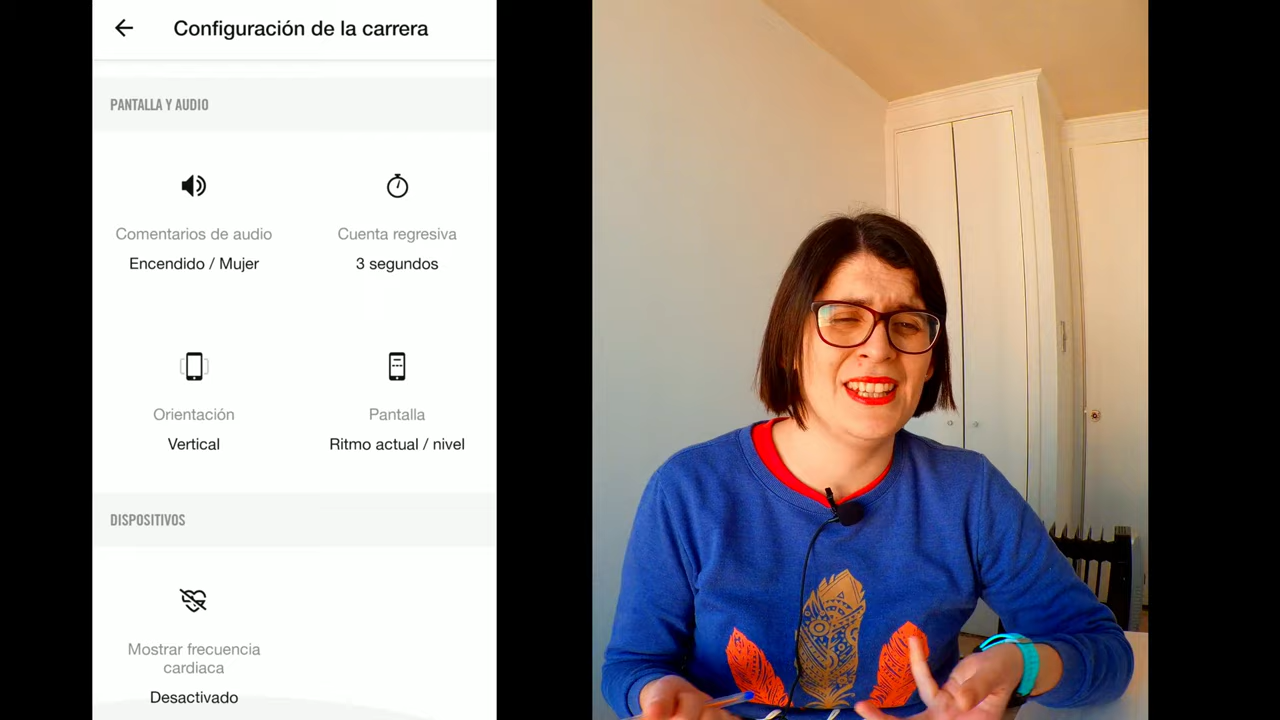 Configuración de la carrera
PANTALLA Y AUDIO
Comentarios de audio
Encendido / Mujer
Cuenta regresiva
3 segundos
Orientación
Vertical
Pantalla
Ritmo actual / nivel
DISPOSITIVOS
Mostrar frecuencia
cardiaca
Desactivado